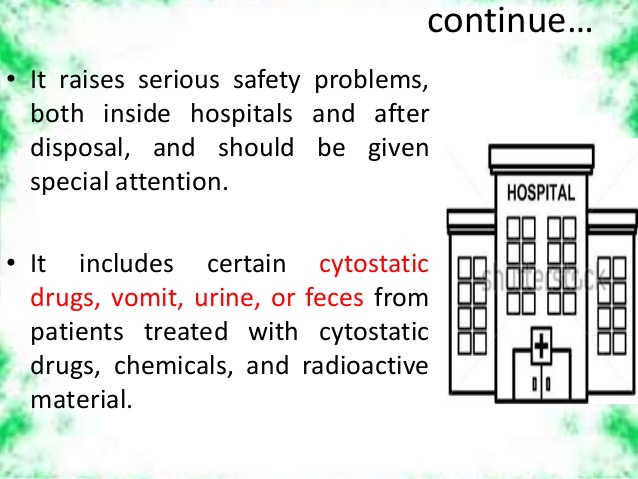 continue…
• It raises serious safety problems,
both inside hospitals and after
disposal, and should be given
special attention.
HOSPITAL
shutterstock
• It includes certain cytostatic
drugs, vomit, urine, or feces from
patients treated with cytostatic
drugs, chemicals, and radioactive
material.